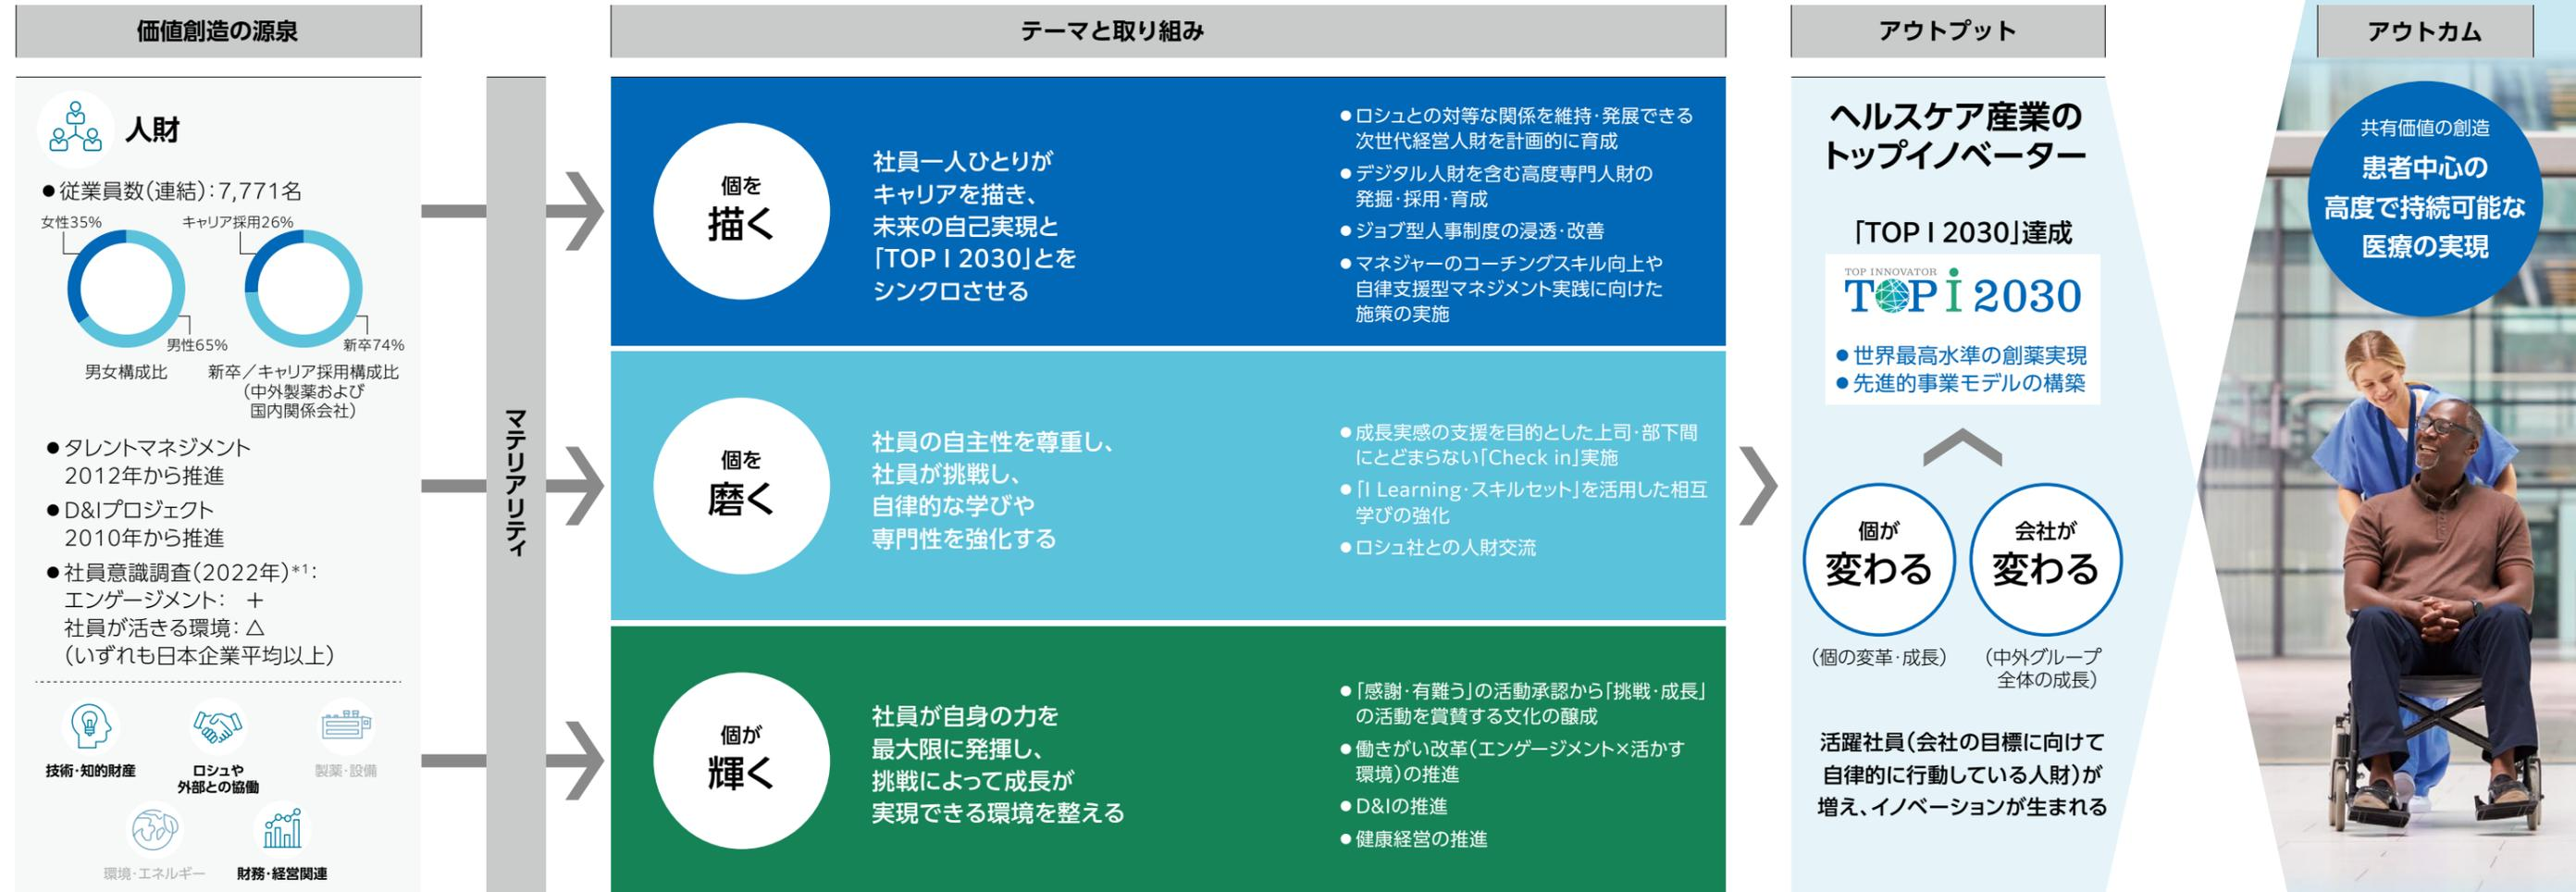 価値創造の源泉
テーマと取り組み
アウトプット
アウトカム
人財
●従業員数(連結):7,771名
女性35%
キャリア採用26%
男性65%
新卒74%
男女構成比
新卒／キャリア採用構成比
(中外製薬および
国内関係会社)
●タレントマネジメント
2012年から推進
●D&Iプロジェクト
2010年から推進
●社員意識調査(2022年)*1:
エンゲージメント: ＋
社員が活きる環境: △
(いずれも日本企業平均以上)
技術・知的財産
ロシュや
外部との協働
製薬・設備
環境・エネルギー
財務・経営関連
マテリアリティ
個を
描く
社員一人ひとりが
キャリアを描き、
未来の自己実現と
「TOP I 2030」とを
シンクロさせる
●ロシュとの対等な関係を維持・発展できる
次世代経営人財を計画的に育成
●デジタル人財を含む高度専門人財の
発掘・採用・育成
●ジョブ型人事制度の浸透・改善
●マネジャーのコーチングスキル向上や
自律支援型マネジメント実践に向けた
施策の実施
個を
磨く
社員の自主性を尊重し、
社員が挑戦し、
自律的な学びや
専門性を強化する
●成長実感の支援を目的とした上司・部下間
にとどまらない「Check in」実施
●「I Learning・スキルセット」を活用した相互
学びの強化
●ロシュ社との人財交流
個が
輝く
社員が自身の力を
最大限に発揮し、
挑戦によって成長が
実現できる環境を整える
●「感謝・有難う」の活動承認から「挑戦・成長」
の活動を賞賛する文化の醸成
●働きがい改革(エンゲージメント×活かす
環境)の推進
●D&Iの推進
●健康経営の推進
ヘルスケア産業の
トップイノベーター
「TOP I 2030」達成
TOP INNOVATOR
TOP i 2030
●世界最高水準の創薬実現
●先進的事業モデルの構築
個が
変わる
会社が
変わる
(個の変革・成長)
(中外グループ
全体の成長)
活躍社員(会社の目標に向けて
自律的に行動している人財)が
増え、イノベーションが生まれる
共有価値の創造
患者中心の
高度で持続可能な
医療の実現